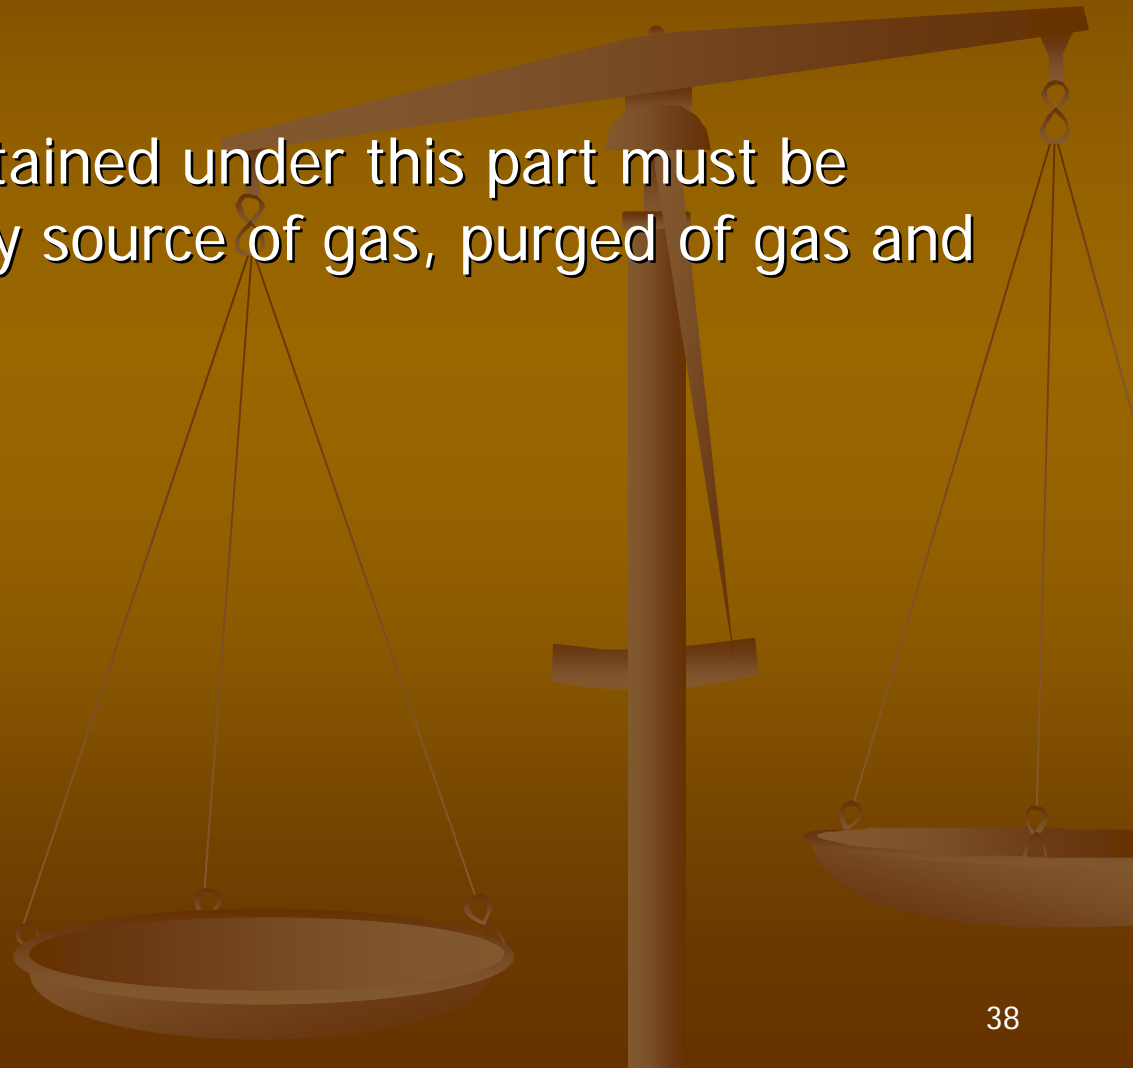 tained under this part must be
y source of gas, purged of gas and
38